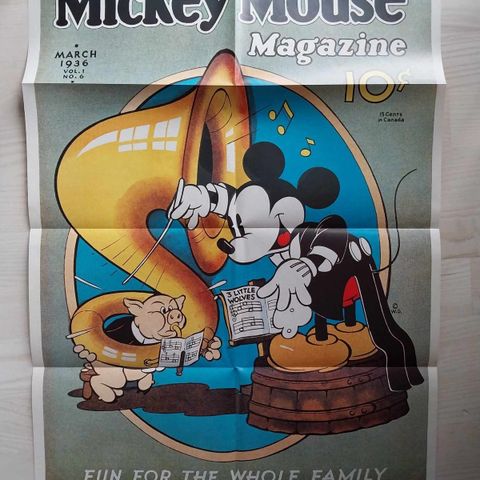 Mickey Mouse
Magazine
MARCH
1936
VOL. 1
NO. 6
10¢
15 Cents
in Canada
3 LITTLE
WOLVES
© W.D.
FUN FOR THE WHOLE FAMILY